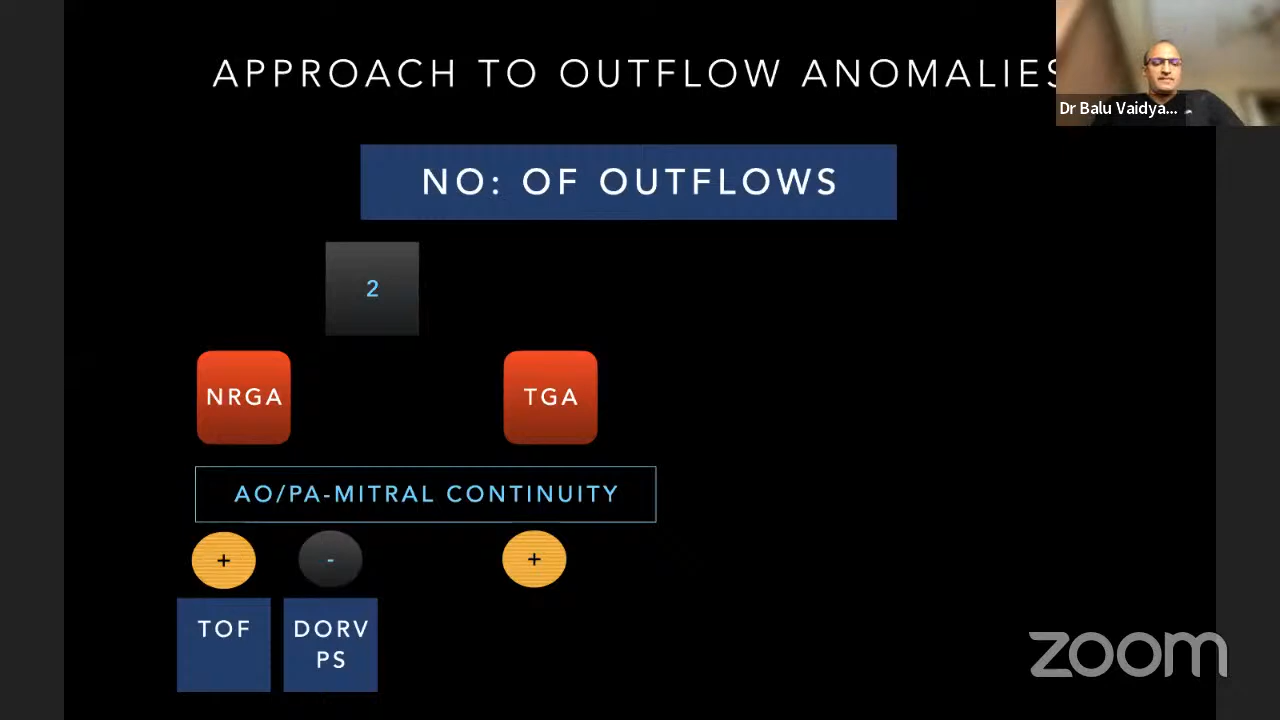 APPROACH TO OUTFLOW ANOMALIES
Dr Balu Vaidya...
NO: OF OUTFLOWS
2
NRGA
TGA
AO/PA-MITRAL CONTINUITY
+
-
+
TOF
DORV
PS
zoom